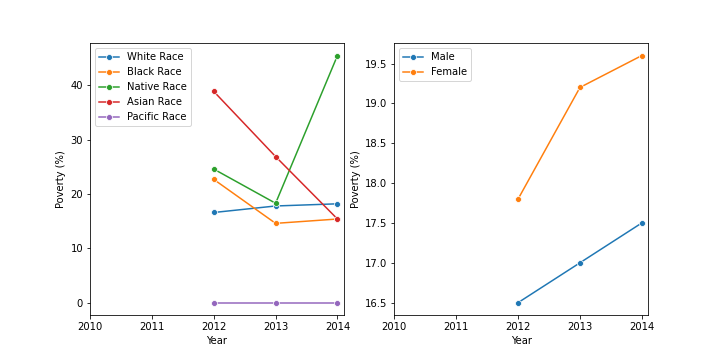 White Race
Black Race
Native Race
Asian Race
Pacific Race
40
30
20
10
0
Poverty (%)
2010 2011 2012 2013 2014
Year
Male
Female
19.5
19.0
18.5
18.0
17.5
17.0
16.5
Poverty (%)
2010 2011 2012 2013 2014
Year